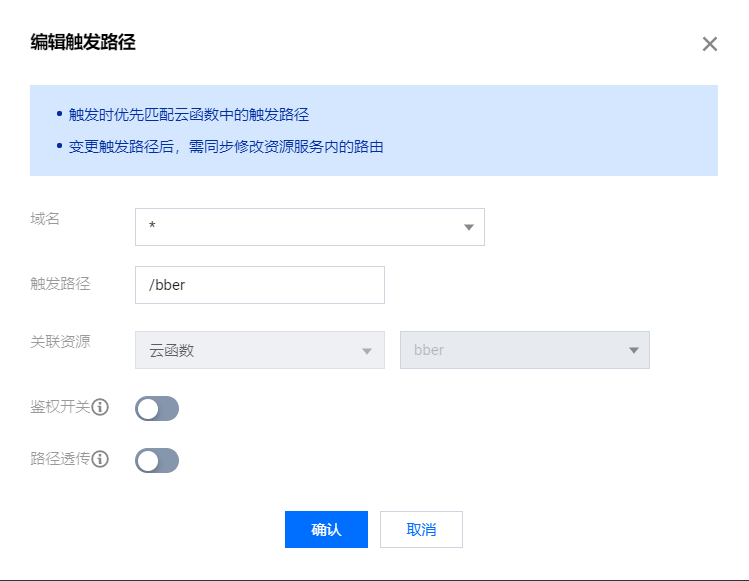 编辑触发路径
• 触发时优先匹配云函数中的触发路径
• 变更触发路径后，需同步修改资源服务内的路由
域名 *
触发路径 /bber
关联资源 云函数 bber
鉴权开关
路径透传
确认 取消